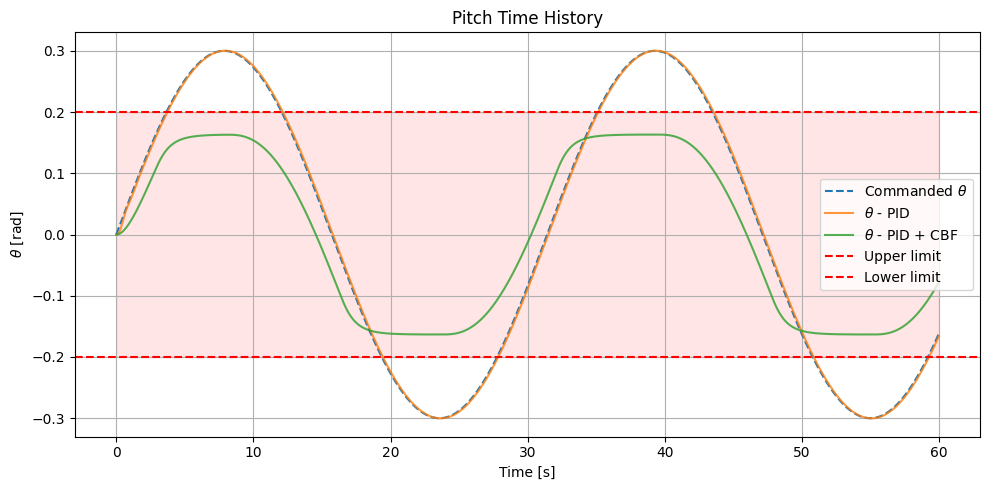 Pitch Time History
θ [rad]
0.3
0.2
0.1
0.0
−0.1
−0.2
−0.3
Commanded θ
θ - PID
θ - PID + CBF
Upper limit
Lower limit
0 10 20 30 40 50 60
Time [s]